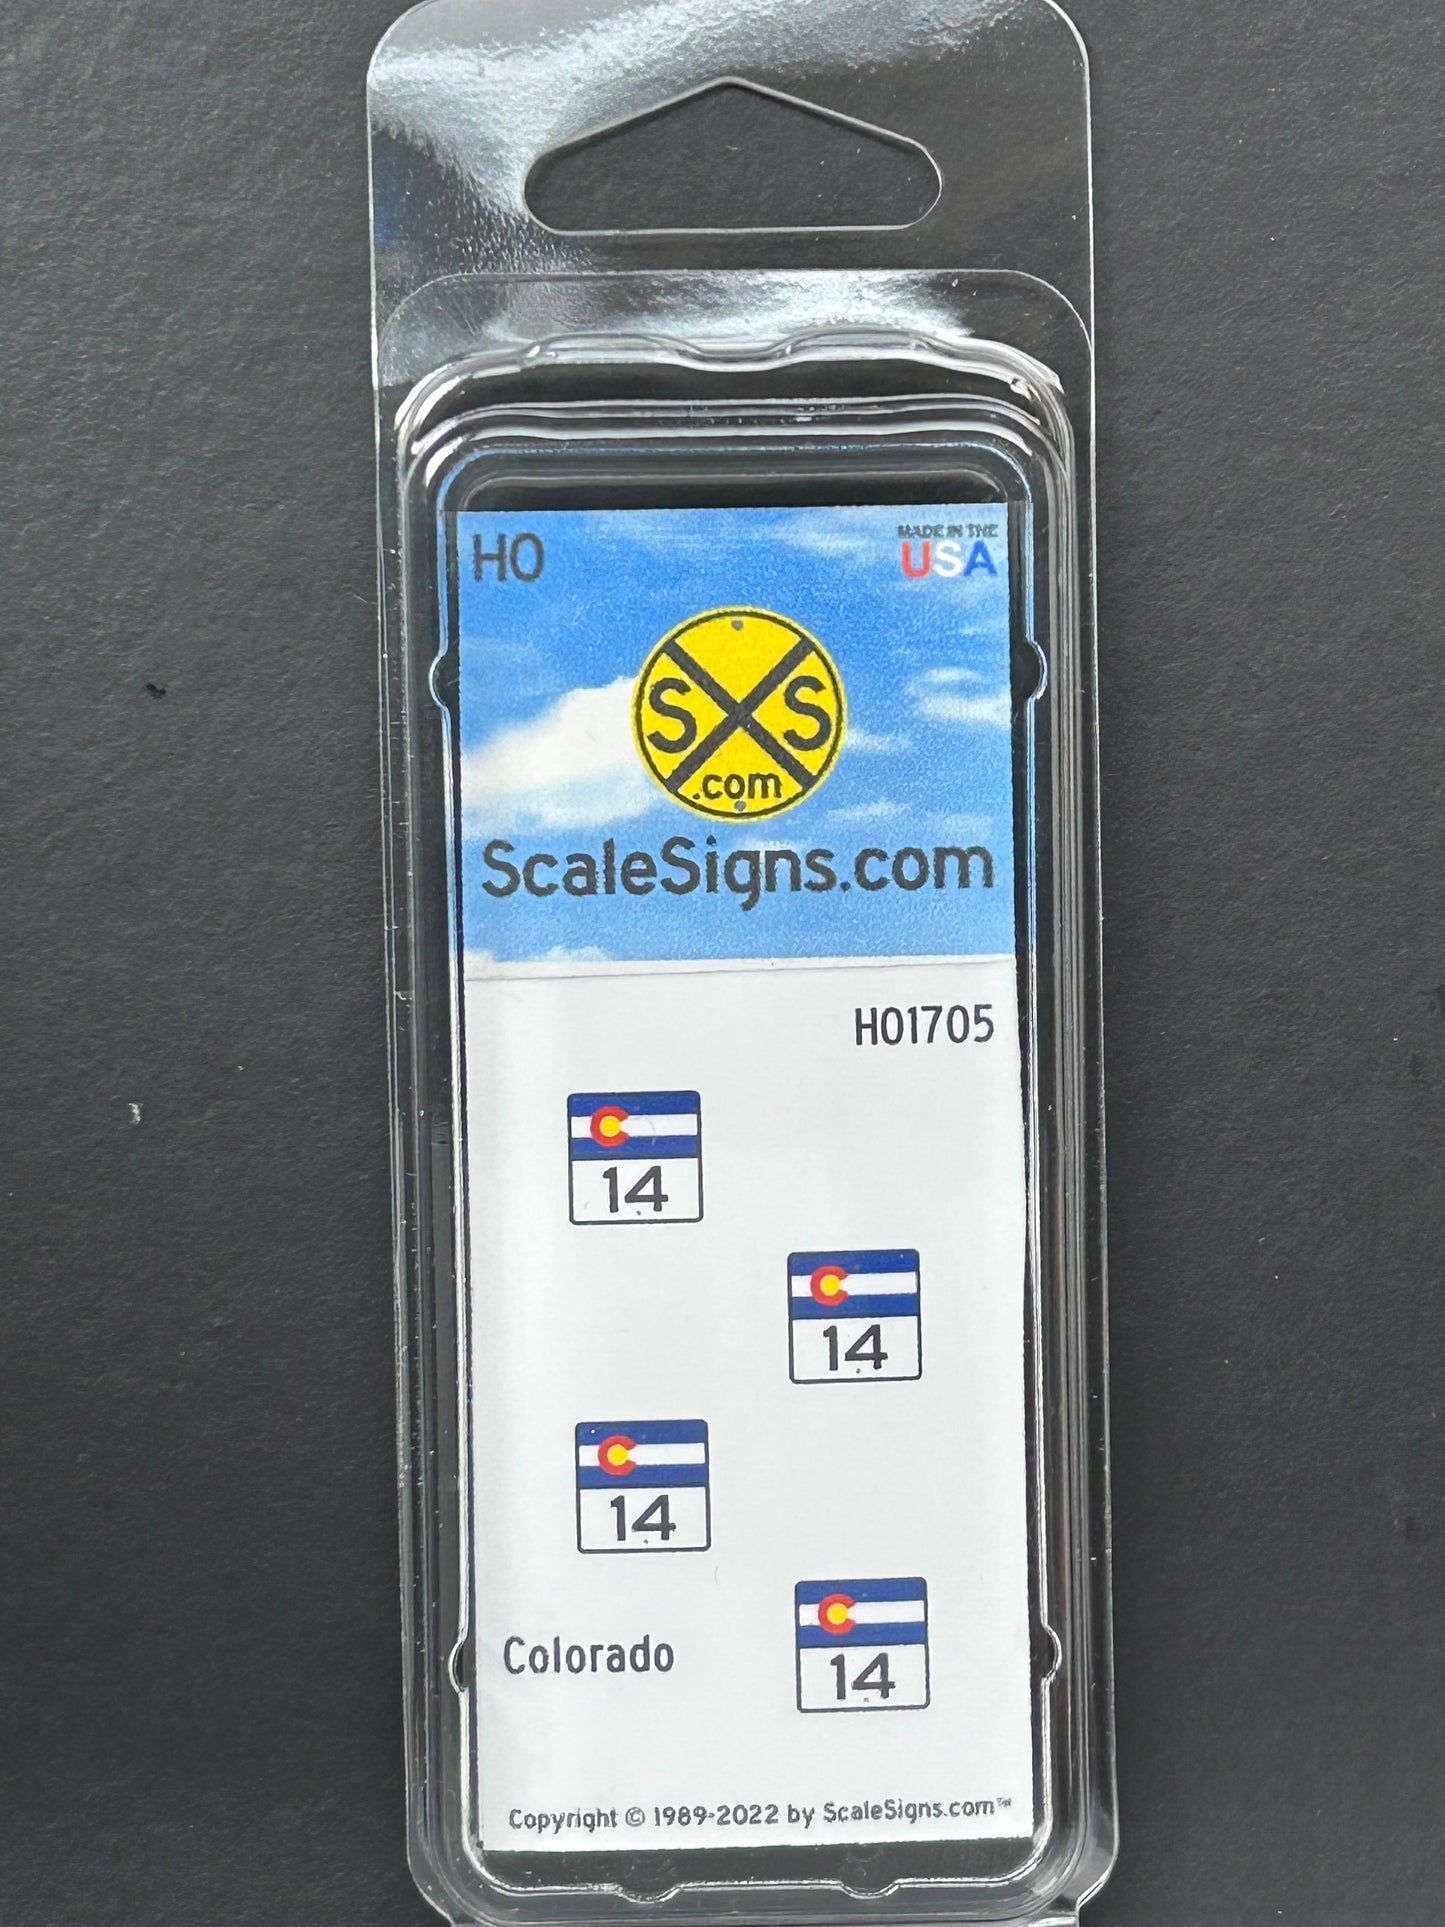 HO
MADE IN THE
USA
S S
.com
ScaleSigns.com
HO1705
14
14
14
Colorado
14
Copyright © 1989-2022 by ScaleSigns.com™